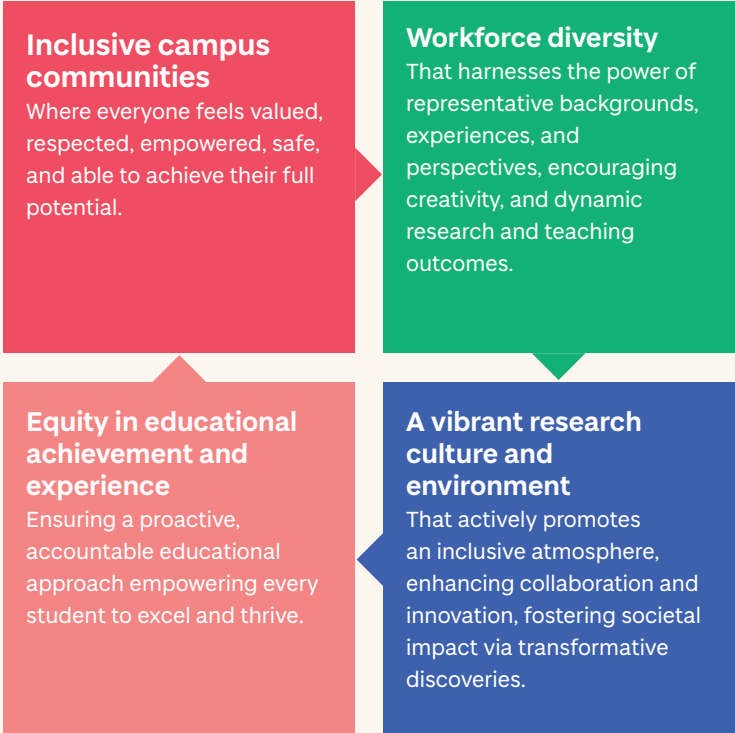 Inclusive campus
communities
Where everyone feels valued,
respected, empowered, safe,
and able to achieve their full
potential.
Workforce diversity
That harnesses the power of
representative backgrounds,
experiences, and
perspectives, encouraging
creativity, and dynamic
research and teaching
outcomes.
Equity in educational
achievement and
experience
Ensuring a proactive,
accountable educational
approach empowering every
student to excel and thrive.
A vibrant research
culture and
environment
That actively promotes
an inclusive atmosphere,
enhancing collaboration and
innovation, fostering societal
impact via transformative
discoveries.